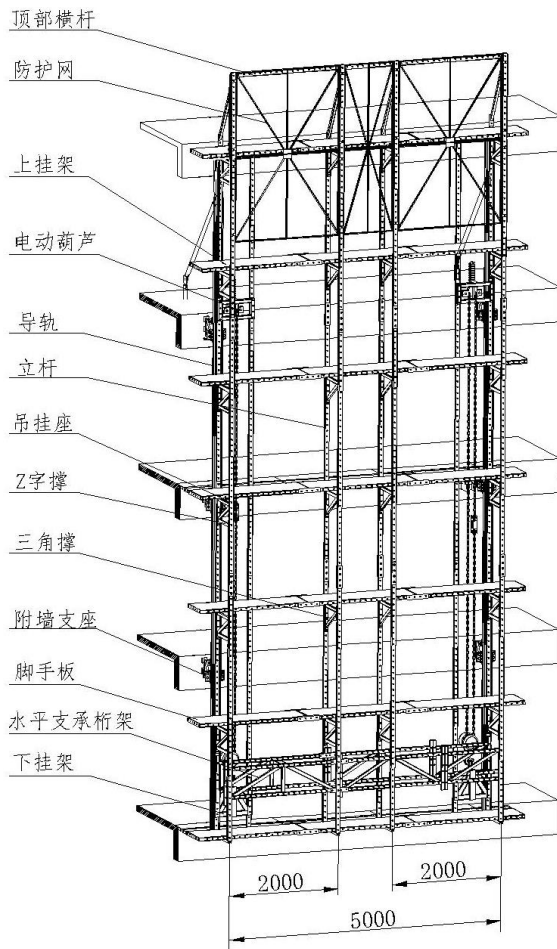 顶部横杆
防护网
上挂架
电动葫芦
导轨
立杆
吊挂座
Z字撑
三角撑
附墙支座
脚手板
水平支承桁架
下挂架
2000
2000
5000